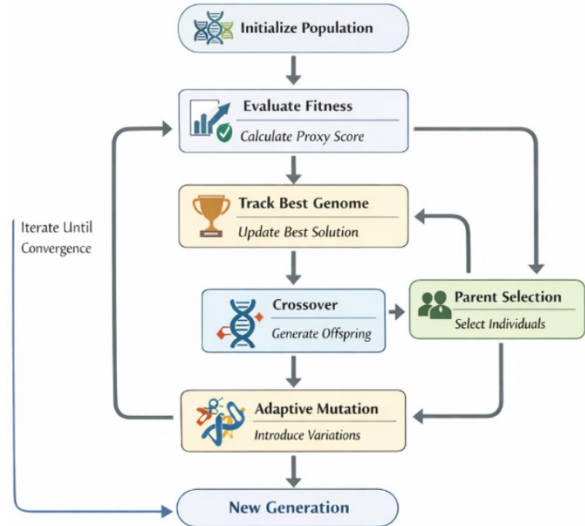 Initialize Population
Evaluate Fitness
Calculate Proxy Score
Track Best Genome
Update Best Solution
Iterate Until
Convergence
Crossover
Generate Offspring
Parent Selection
Select Individuals
Adaptive Mutation
Introduce Variations
New Generation